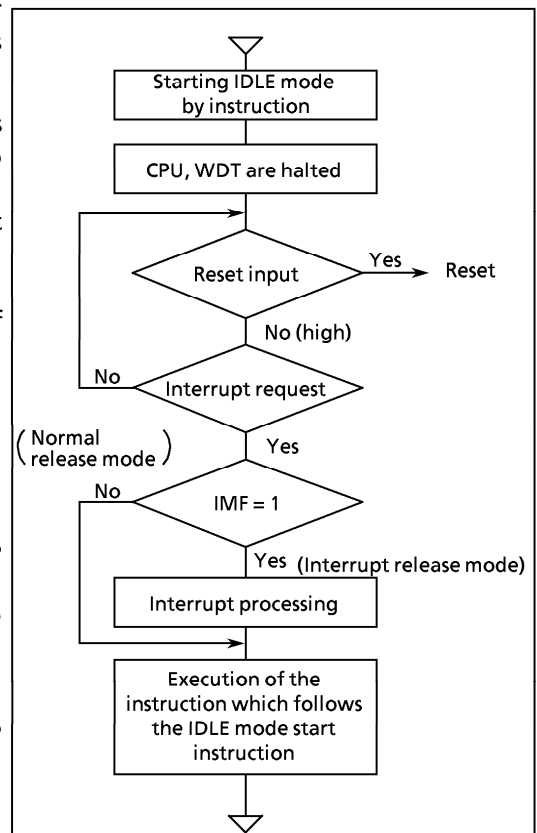 Starting IDLE mode
by instruction
CPU, WDT are halted
Reset input
Yes
Reset
No (high)
Interrupt request
No
(Normal
release mode)
Yes
IMF = 1
No
Yes (Interrupt release mode)
Interrupt processing
Execution of the
instruction which follows
the IDLE mode start
instruction